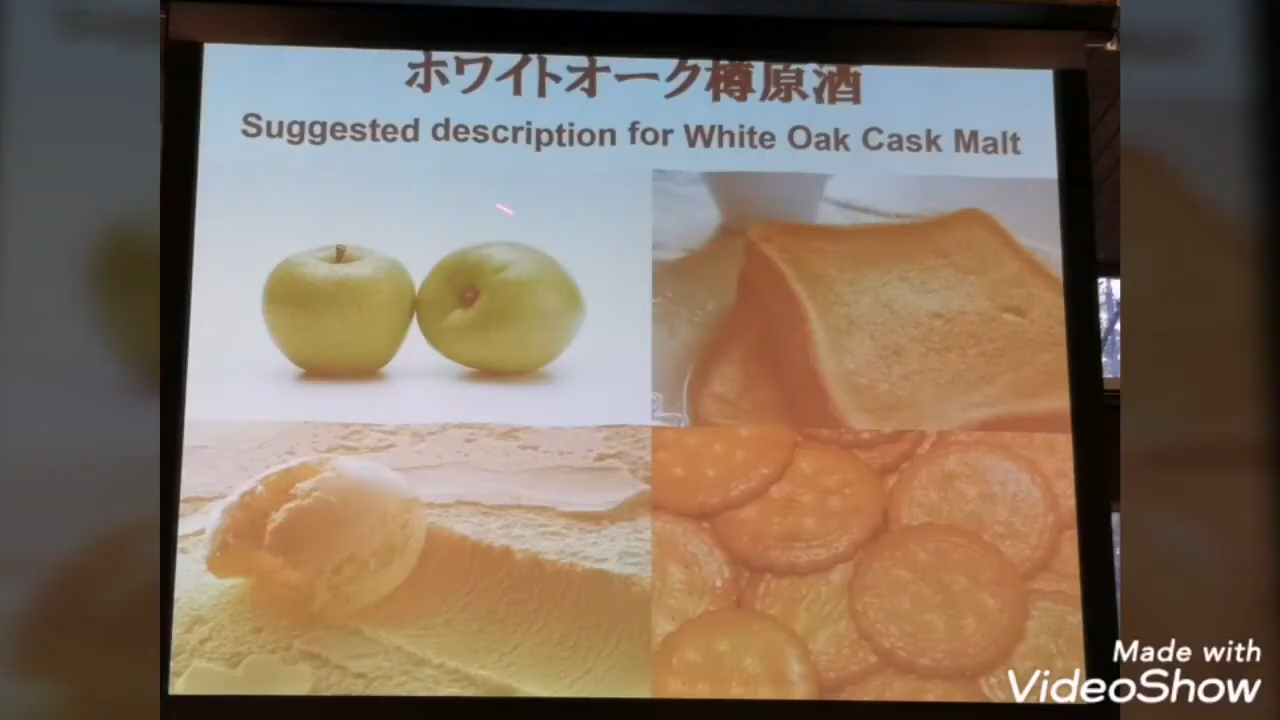 ホワイトオーク樽原酒
Suggested description for White Oak Cask Malt
Made with
VideoShow